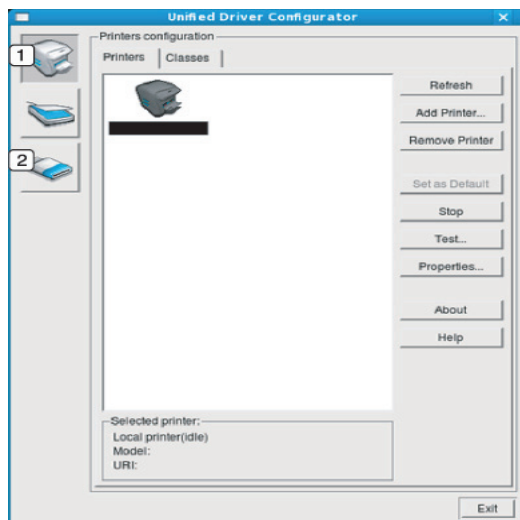 Unified Driver Configurator
1
2
Printers configuration
Printers Classes
Refresh
Add Printer...
Remove Printer
Set as Default
Stop
Test...
Properties...
About
Help
Selected printer:
Local printer(idle)
Model:
URI:
Exit